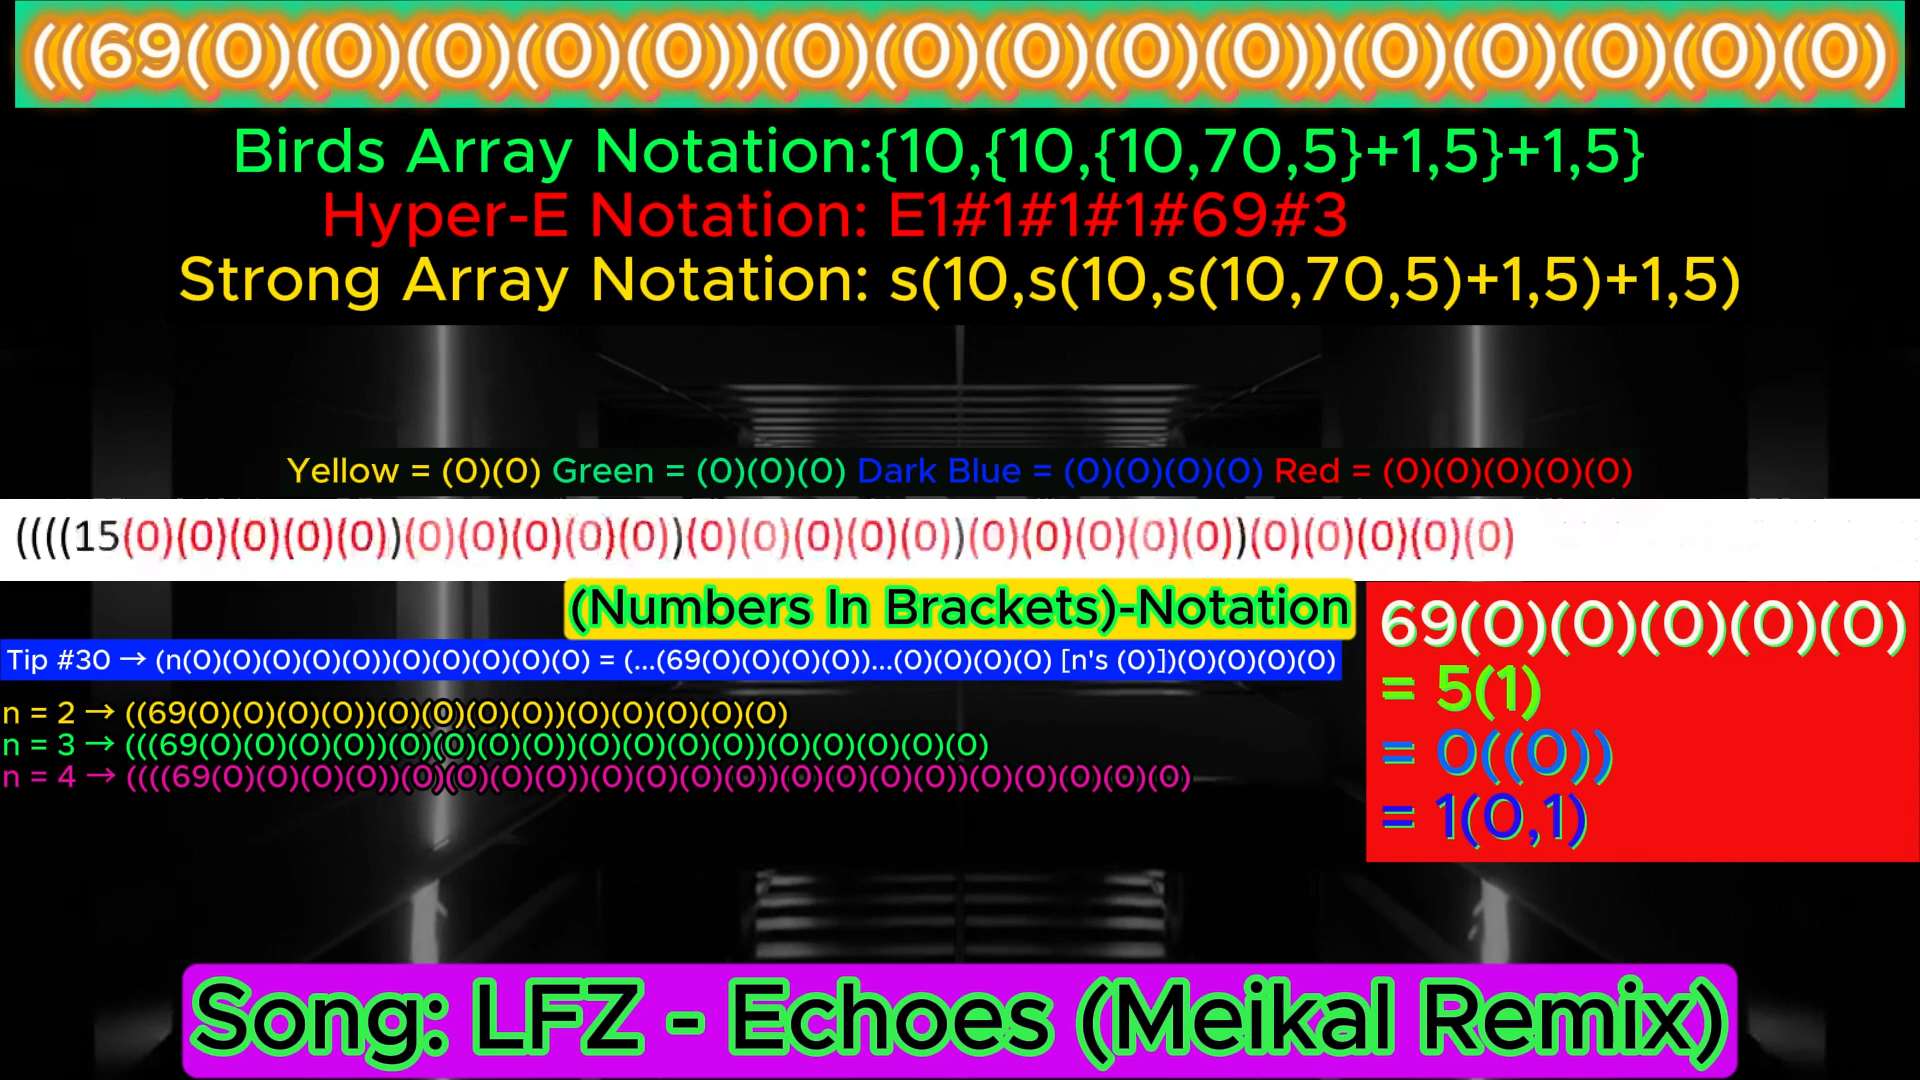 ((69(0)(0)(0)(0)(0))(0)(0)(0)(0)(0))(0)(0)(0)(0)(0)
Birds Array Notation:{10,{10,{10,70,5}+1,5}+1,5}
Hyper-E Notation: E1#1#1#1#69#3
Strong Array Notation: s(10,s(10,s(10,70,5)+1,5)+1,5)
Yellow = (0)(0) Green = (0)(0)(0) Dark Blue = (0)(0)(0)(0) Red = (0)(0)(0)(0)(0)
((((15(0)(0)(0)(0)(0))(0)(0)(0)(0)(0))(0)(0)(0)(0)(0))(0)(0)(0)(0)(0))(0)(0)(0)(0)(0)
(Numbers In Brackets)-Notation
Tip #30 → (n(0)(0)(0)(0)(0))(0)(0)(0)(0)(0) = (...(69(0)(0)(0)(0))...(0)(0)(0)(0) [n's (0)])(0)(0)(0)(0)
n = 2 → ((69(0)(0)(0)(0))(0)(0)(0)(0))(0)(0)(0)(0)(0)
n = 3 → (((69(0)(0)(0)(0))(0)(0)(0)(0))(0)(0)(0)(0))(0)(0)(0)(0)(0)
n = 4 → ((((69(0)(0)(0)(0))(0)(0)(0)(0))(0)(0)(0)(0))(0)(0)(0)(0))(0)(0)(0)(0)(0)
69(0)(0)(0)(0)(0)
= 5(1)
= 0((0))
= 1(0,1)
Song: LFZ - Echoes (Meikal Remix)